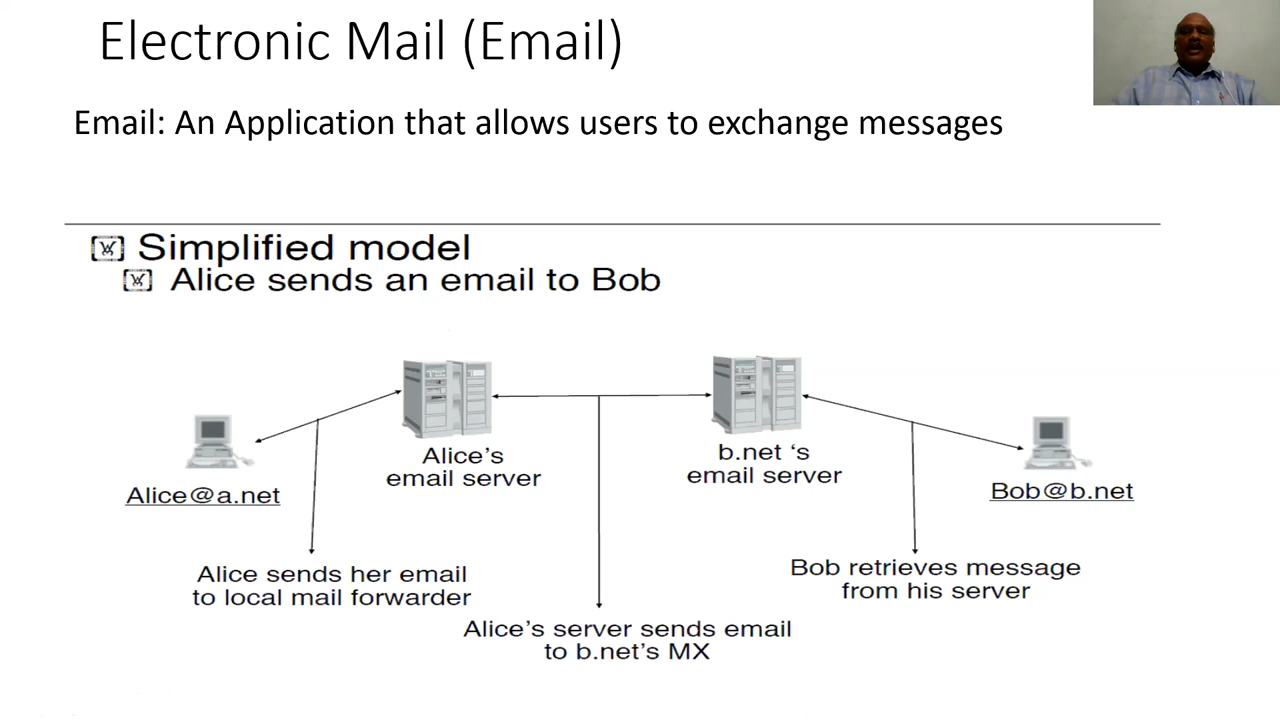 Electronic Mail (Email)
Email: An Application that allows users to exchange messages
Simplified model
Alice sends an email to Bob
Alice's
email server
b.net ‘s
email server
Alice@a.net
Bob@b.net
Alice sends her email
to local mail forwarder
Bob retrieves message
from his server
Alice's server sends email
to b.net's MX